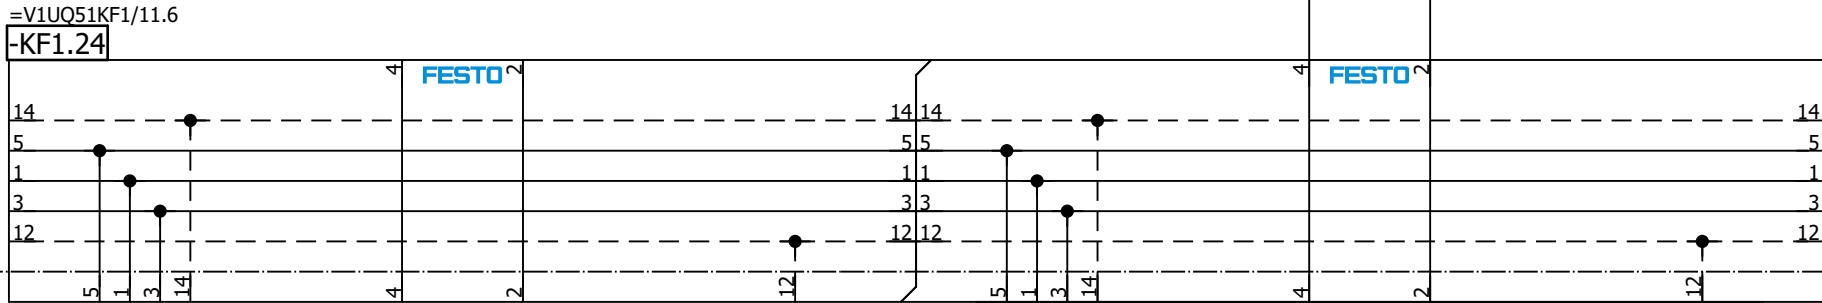 =V1UQ51KF1/11.6
-KF1.24
4 FESTO 2 4 FESTO 2
14 14 14 14
5 5 5 5
1 1 1 1
3 3 3 3
12 12 12 12
5 1 3 14 4 2 12 5 1 3 14 4 2 12